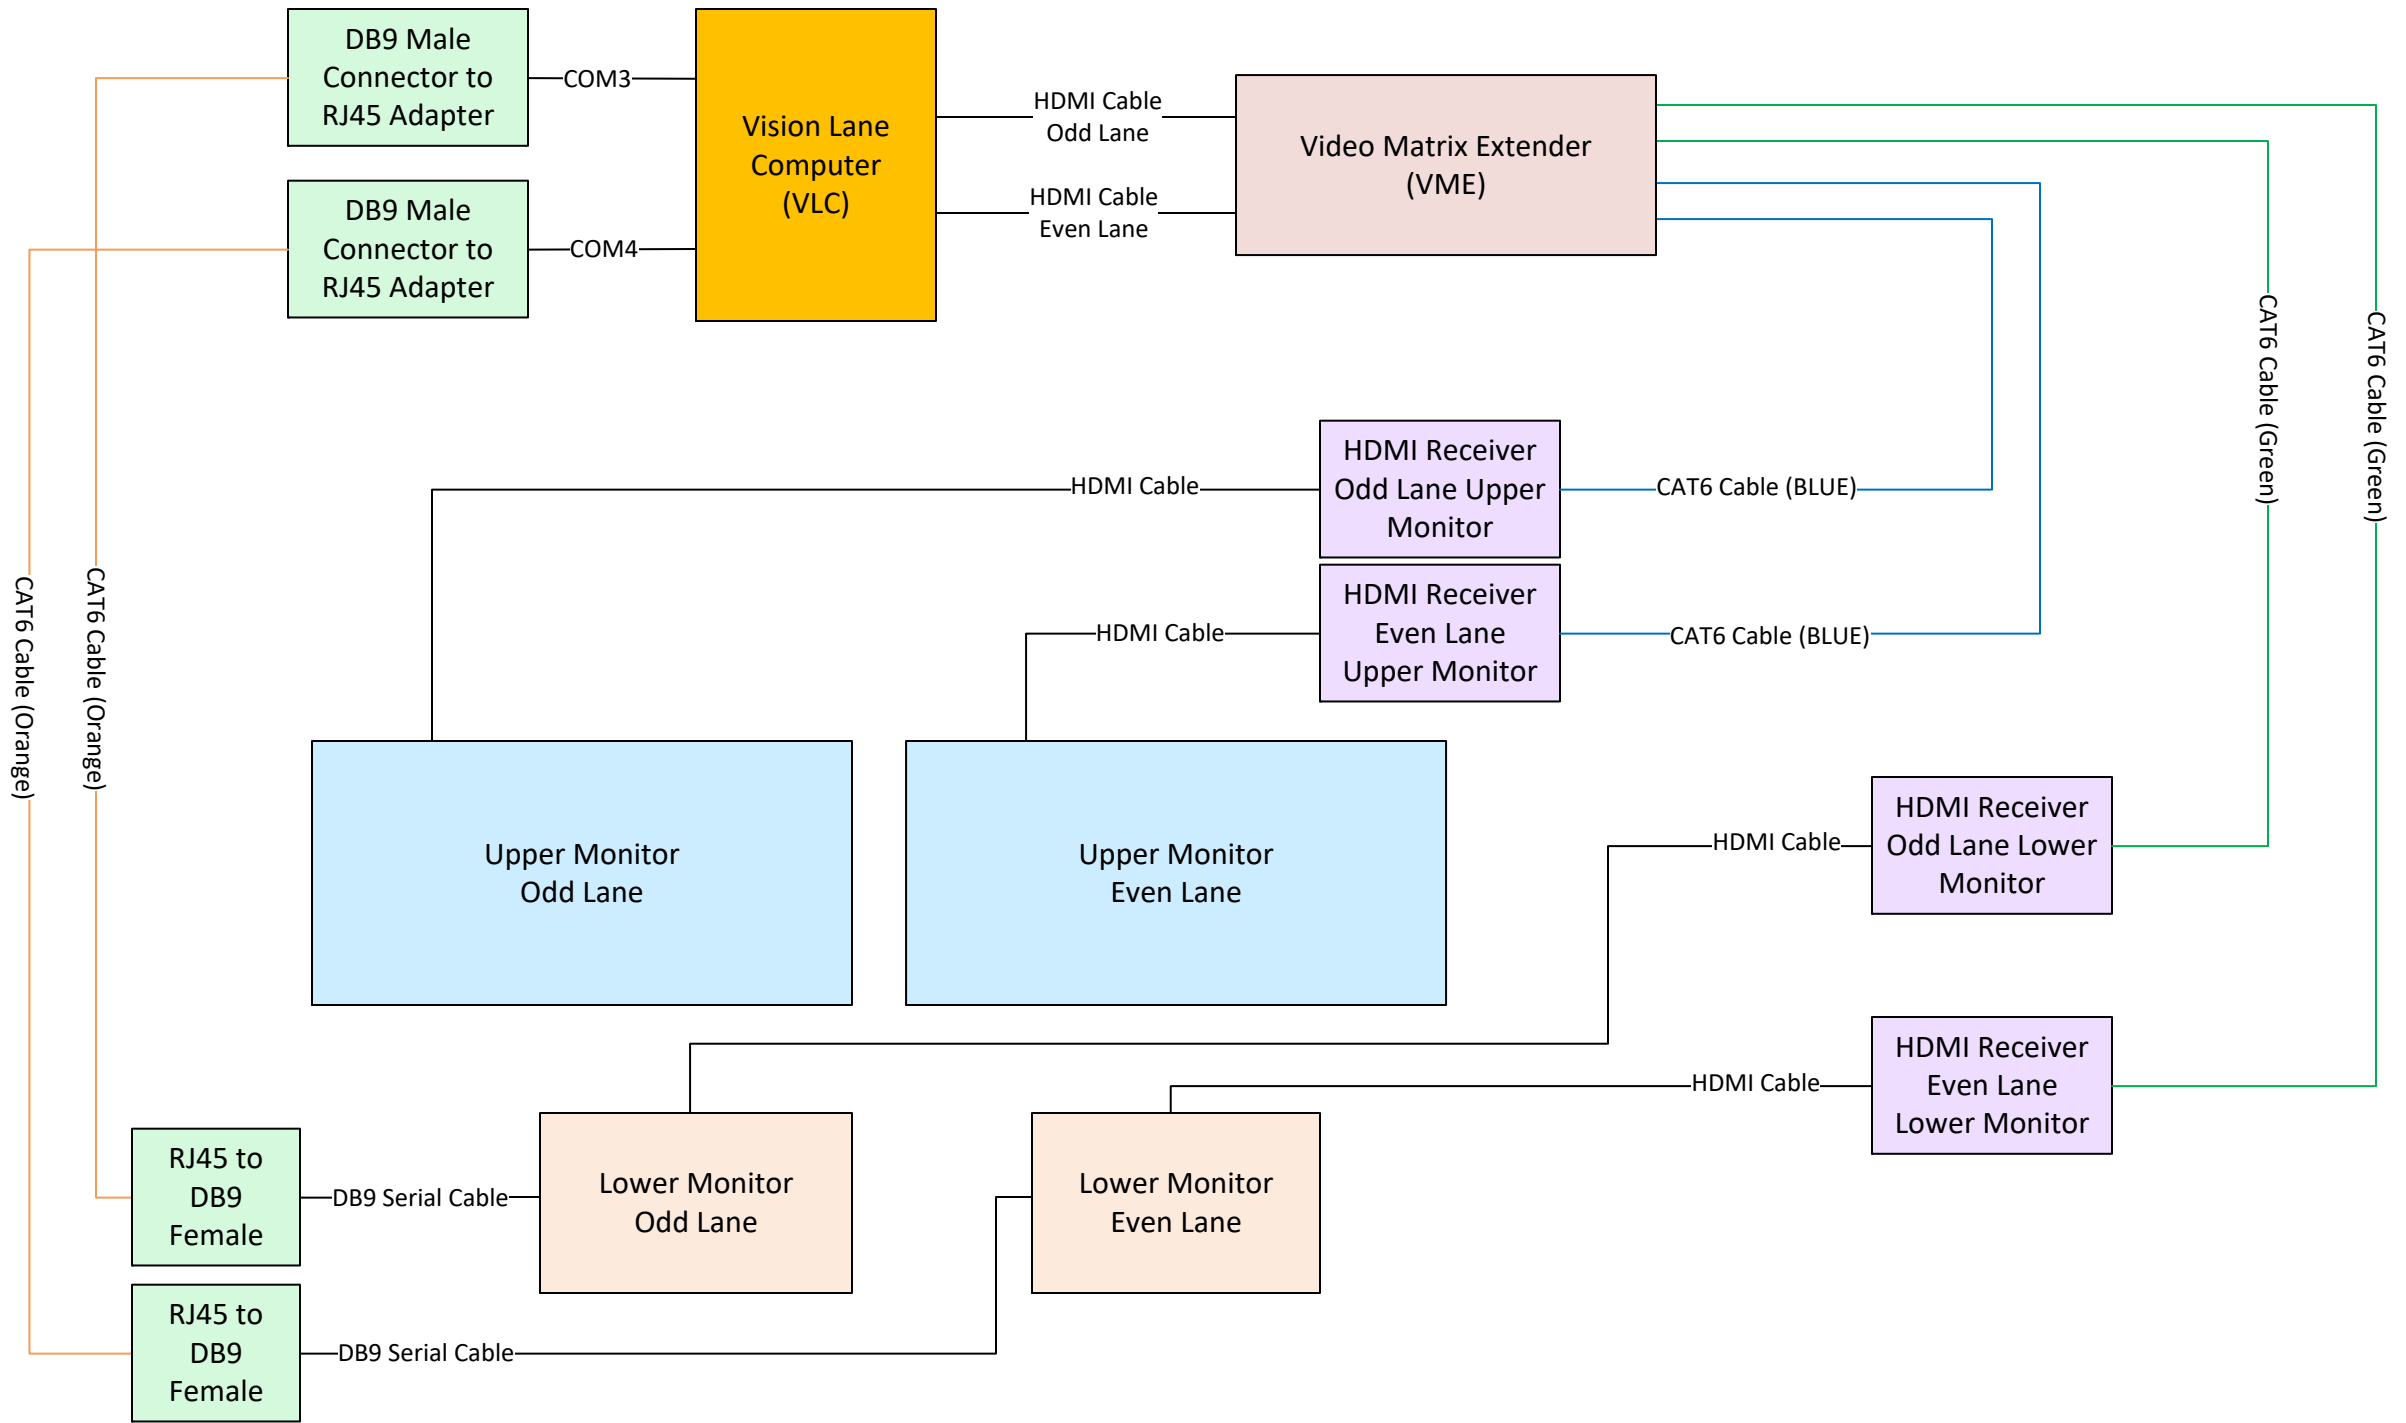 DB9 Male
Connector to
RJ45 Adapter
COM3
Vision Lane
Computer
(VLC)
HDMI Cable
Odd Lane
Video Matrix Extender
(VME)
DB9 Male
Connector to
RJ45 Adapter
COM4
HDMI Cable
Even Lane
CAT6 Cable (Green)
CAT6 Cable (Green)
HDMI Cable
HDMI Receiver
Odd Lane Upper
Monitor
CAT6 Cable (BLUE)
HDMI Cable
HDMI Receiver
Even Lane
Upper Monitor
CAT6 Cable (BLUE)
CAT6 Cable (Orange)
CAT6 Cable (Orange)
Upper Monitor
Odd Lane
Upper Monitor
Even Lane
HDMI Cable
HDMI Receiver
Odd Lane Lower
Monitor
HDMI Cable
HDMI Receiver
Even Lane
Lower Monitor
RJ45 to
DB9
Female
DB9 Serial Cable
Lower Monitor
Odd Lane
Lower Monitor
Even Lane
RJ45 to
DB9
Female
DB9 Serial Cable